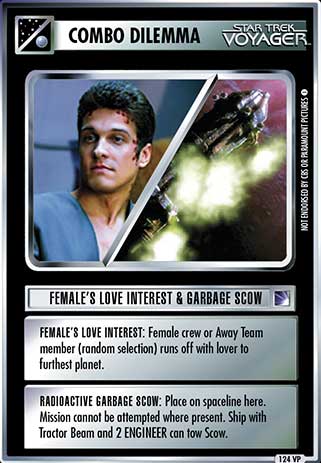 COMBO DILEMMA
STAR TREK
VOYAGER
NOT ENDORSED BY CBS OR PARAMOUNT PICTURES
FEMALE'S LOVE INTEREST & GARBAGE SCOW
FEMALE'S LOVE INTEREST: Female crew or Away Team
member (random selection) runs off with lover to
furthest planet.
RADIOACTIVE GARBAGE SCOW: Place on spaceline here.
Mission cannot be attempted where present. Ship with
Tractor Beam and 2 ENGINEER can tow Scow.
124 VP